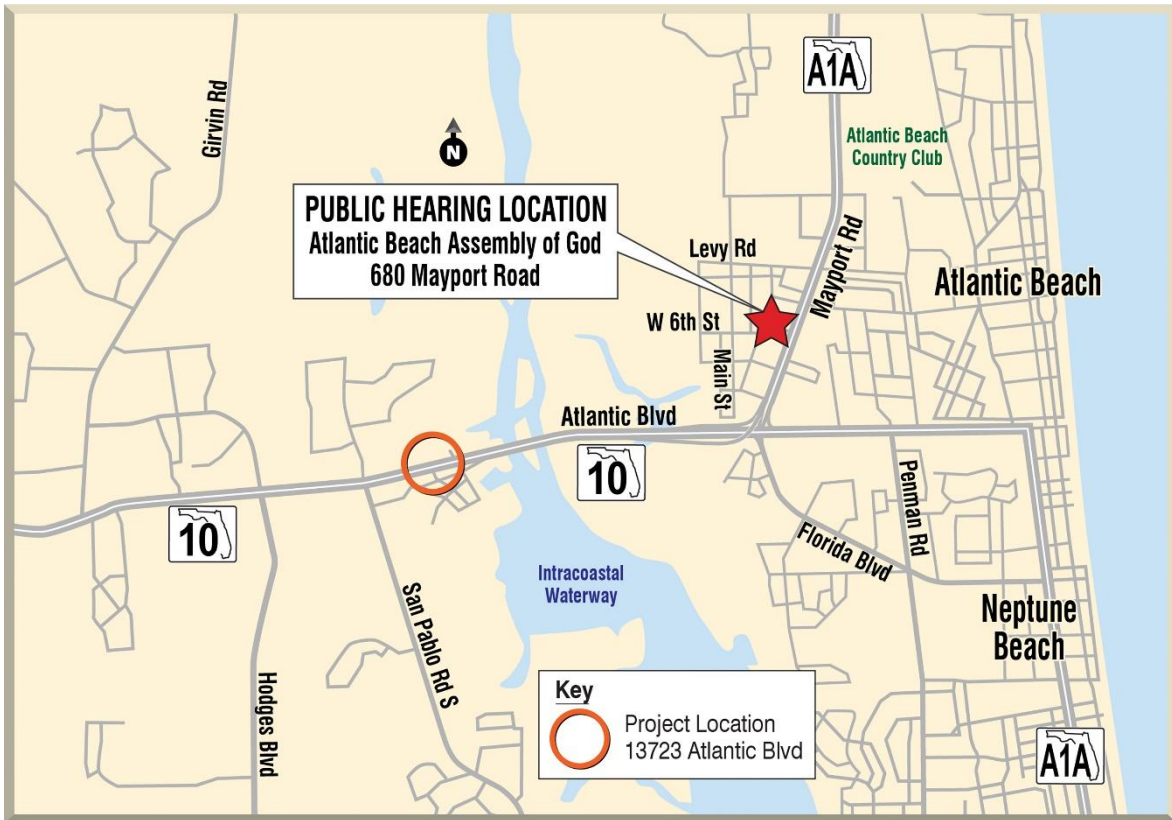 A1A
Girvin Rd
Atlantic Beach
Country Club
N
PUBLIC HEARING LOCATION
Atlantic Beach Assembly of God
680 Mayport Road
Levy Rd
Mayport Rd
Atlantic Beach
W 6th St
Main St
Atlantic Blvd
10
10
Penman Rd
Florida Blvd
Intracoastal
Waterway
San Pablo Rd S
Neptune
Beach
Hodges Blvd
Key
Project Location
13723 Atlantic Blvd
A1A